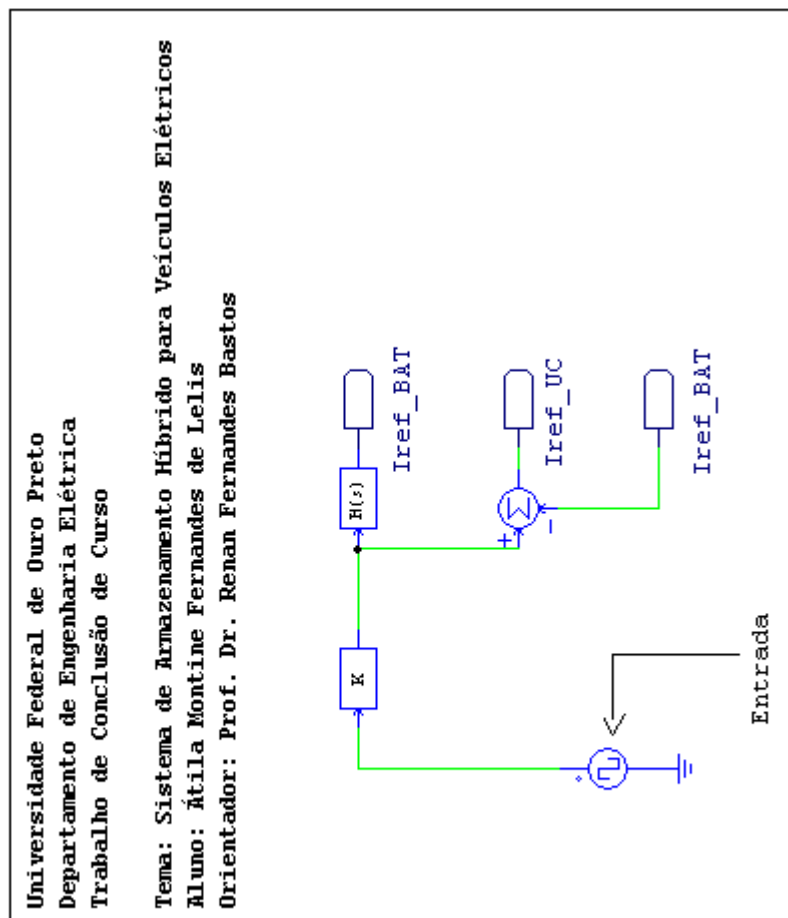 Universidade Federal de Ouro Preto
Departamento de Engenharia Elétrica
Trabalho de Conclusão de Curso
Tema: Sistema de Armazenamento Híbrido para Veículos Elétricos
Aluno: Átila Montine Fernandes de Lelis
Orientador: Prof. Dr. Renan Fernandes Bastos
K
H(s)
Iref_BAT
+
-
Σ
Iref_UC
Iref_BAT
Entrada